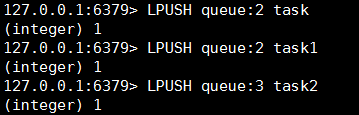 127.0.0.1:6379> LPUSH queue:2 task
(integer) 1
127.0.0.1:6379> LPUSH queue:2 task1
(integer) 1
127.0.0.1:6379> LPUSH queue:3 task2
(integer) 1